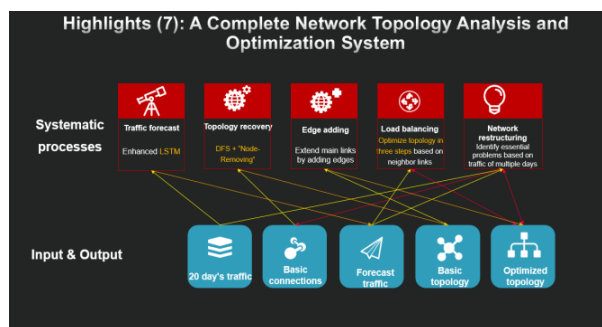 Highlights (7): A Complete Network Topology Analysis and
Optimization System
Systematic
processes
Traffic forecast
Enhanced LSTM
Topology recovery
DFS + "Node-
Removing"
Edge adding
Extend main links
by adding edges
Load balancing
Optimize topology in
three steps based on
neighbor links
Network
restructuring
Identify essential
problems based on
traffic of multiple days
Input & Output
20 day's traffic
Basic
connections
Forecast
traffic
Basic
topology
Optimized
topology